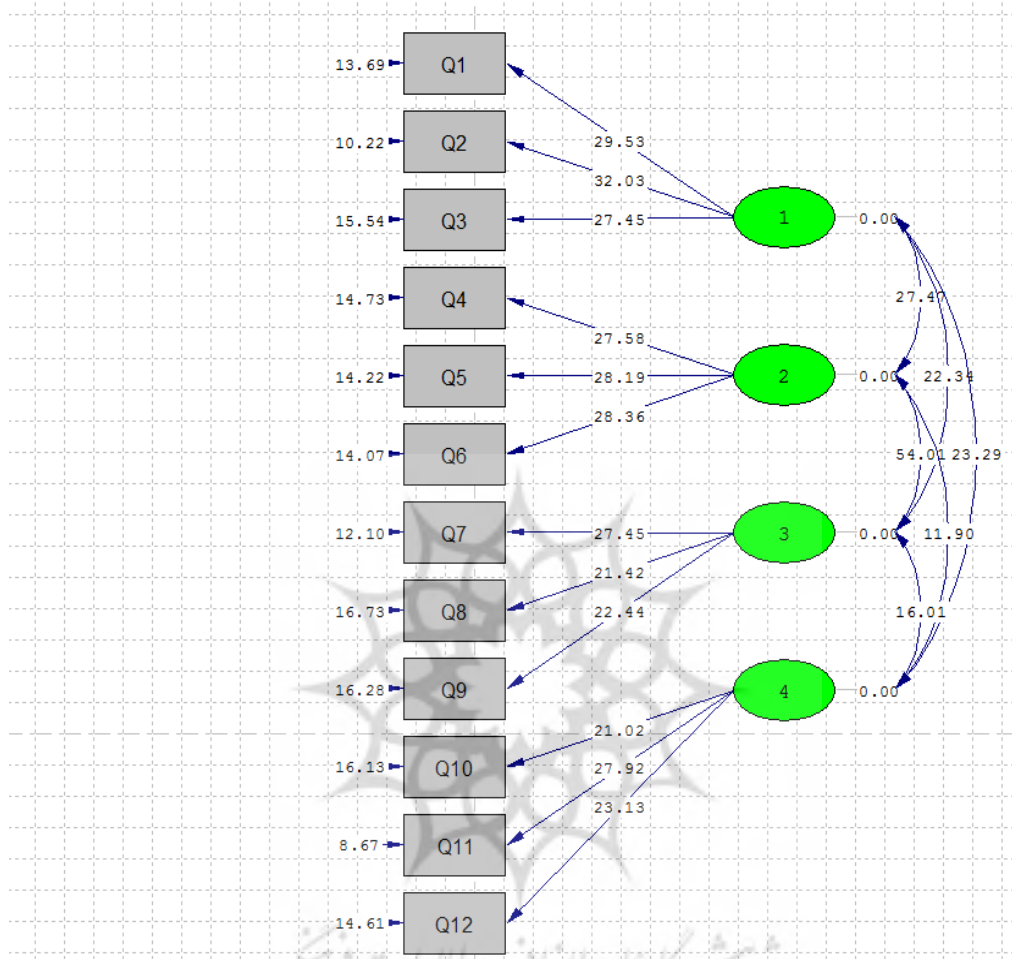 13.69 Q1
29.53
10.22 Q2
32.03
15.54 Q3 27.45 1 0.00
14.73 Q4 27.47
27.58
14.22 Q5 28.19 2 0.00 22.34
28.36
14.07 Q6 54.01 23.29
12.10 Q7 27.45 3 0.00 11.90
21.42
16.73 Q8 22.44 16.01
16.28 Q9 4 0.00
21.02
16.13 Q10 27.92
23.13
8.67 Q11
14.61 Q12